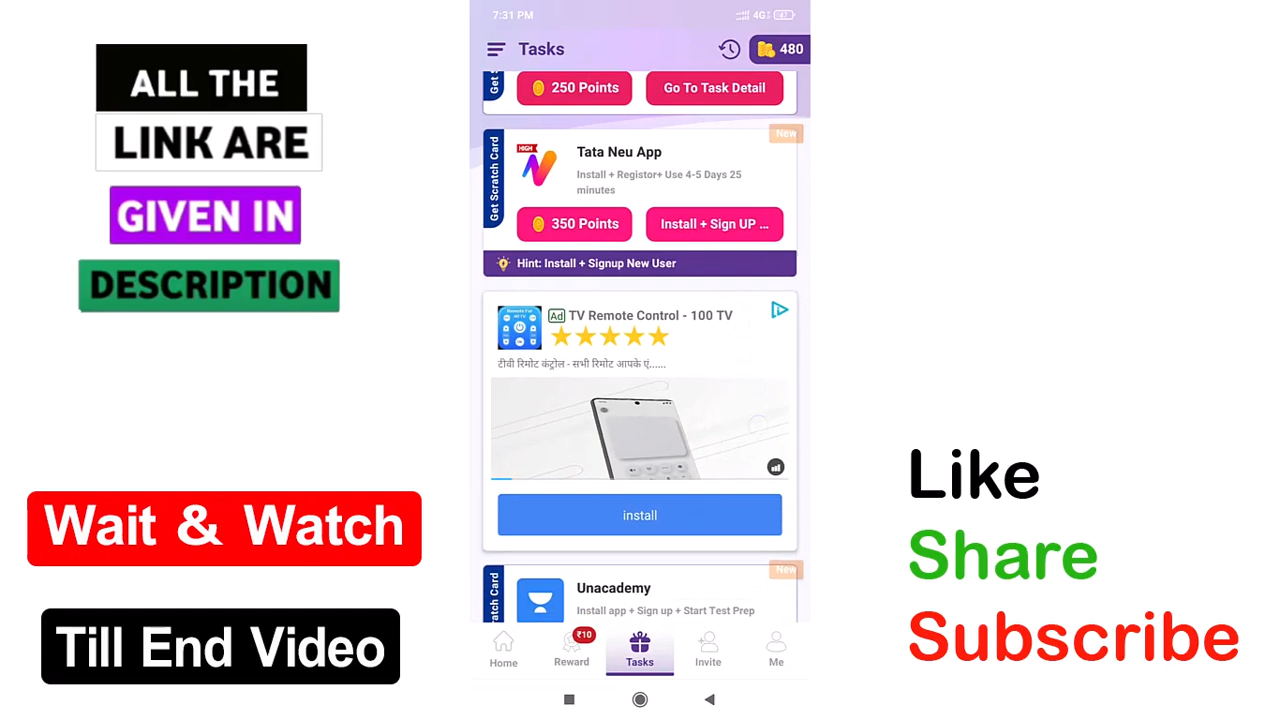 ALL THE
LINK ARE
GIVEN IN
DESCRIPTION
Wait & Watch
Till End Video
7:31 PM
4G
47
Tasks
480
250 Points
Go To Task Detail
New
Get Scratch Card
HIGH
Tata Neu App
Install + Registor+ Use 4-5 Days 25
minutes
350 Points
Install + Sign UP ...
Hint: Install + Signup New User
Ad TV Remote Control - 100 TV
टीवी रिमोट कंट्रोल - सभी रिमोट आपके एं......
install
New
Unacademy
Install app + Sign up + Start Test Prep
₹10
Home
Reward
Tasks
Invite
Me
Like
Share
Subscribe